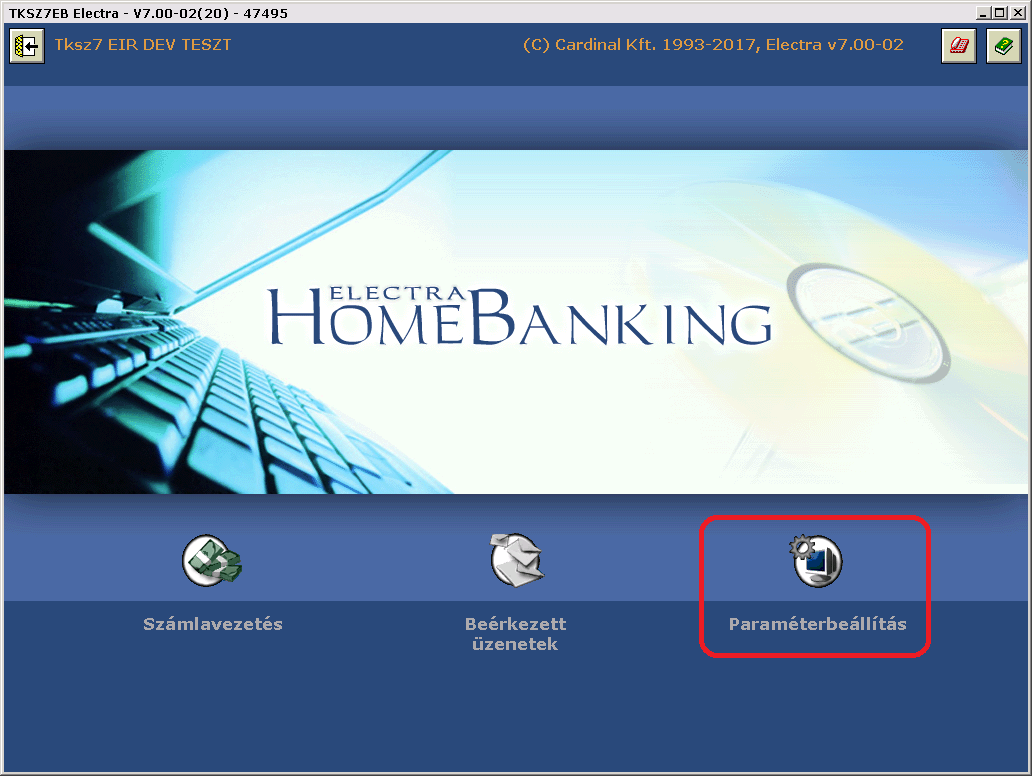 TKSZ7EB Electra - V7.00-02(20) - 47495
Tksz7 EIR DEV TESZT
(C) Cardinal Kft. 1993-2017, Electra v7.00-02
ELECTRA
HOMEBANKING
Számlavezetés
Beérkezett
üzenetek
Paraméterbeállítás